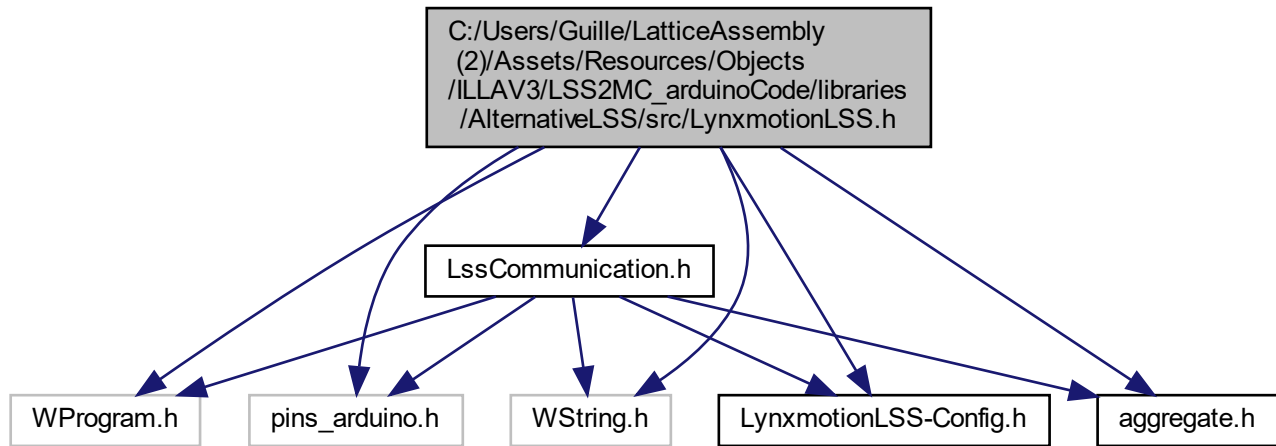 C:/Users/Guille/LatticeAssembly
(2)/Assets/Resources/Objects
/ILLAV3/LSS2MC_arduinoCode/libraries
/AlternativeLSS/src/LynxmotionLSS.h
LssCommunication.h
WProgram.h
pins_arduino.h
WString.h
LynxmotionLSS-Config.h
aggregate.h